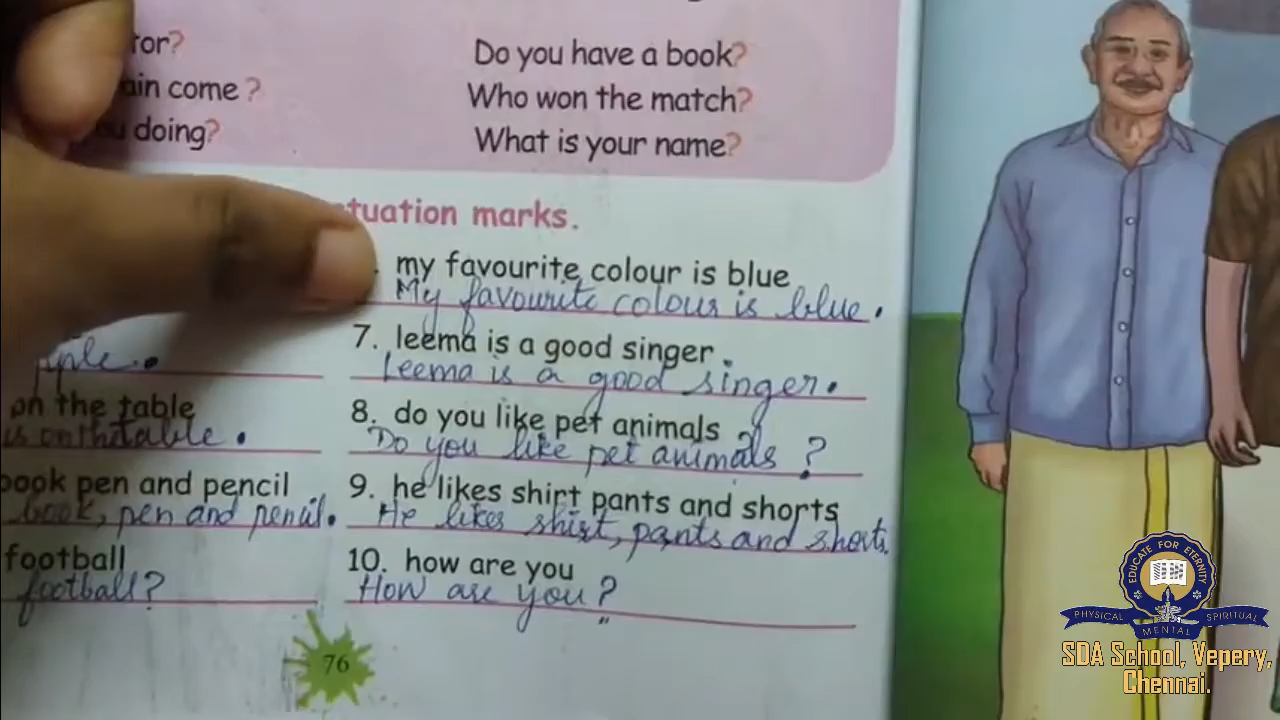 Do you have a book?
ain come ?
Who won the match?
doing?
What is your name?
tuation marks.
my favourite colour is blue
My favourite colour is blue.
7. leema is a good singer.
Leema is a good singer.
on the table
8. do you like pet animals
is on the table.
Do you like pet animals ?
book pen and pencil
9. he likes shirt pants and shorts
book, pen and pencil.
He likes shirt, pants and shorts.
football
10. how are you
football?
How are you?
76
EDUCATE FOR ETERNITY
PHYSICAL MENTAL SPIRITUAL
SDA School, Vepery,
Chennai.